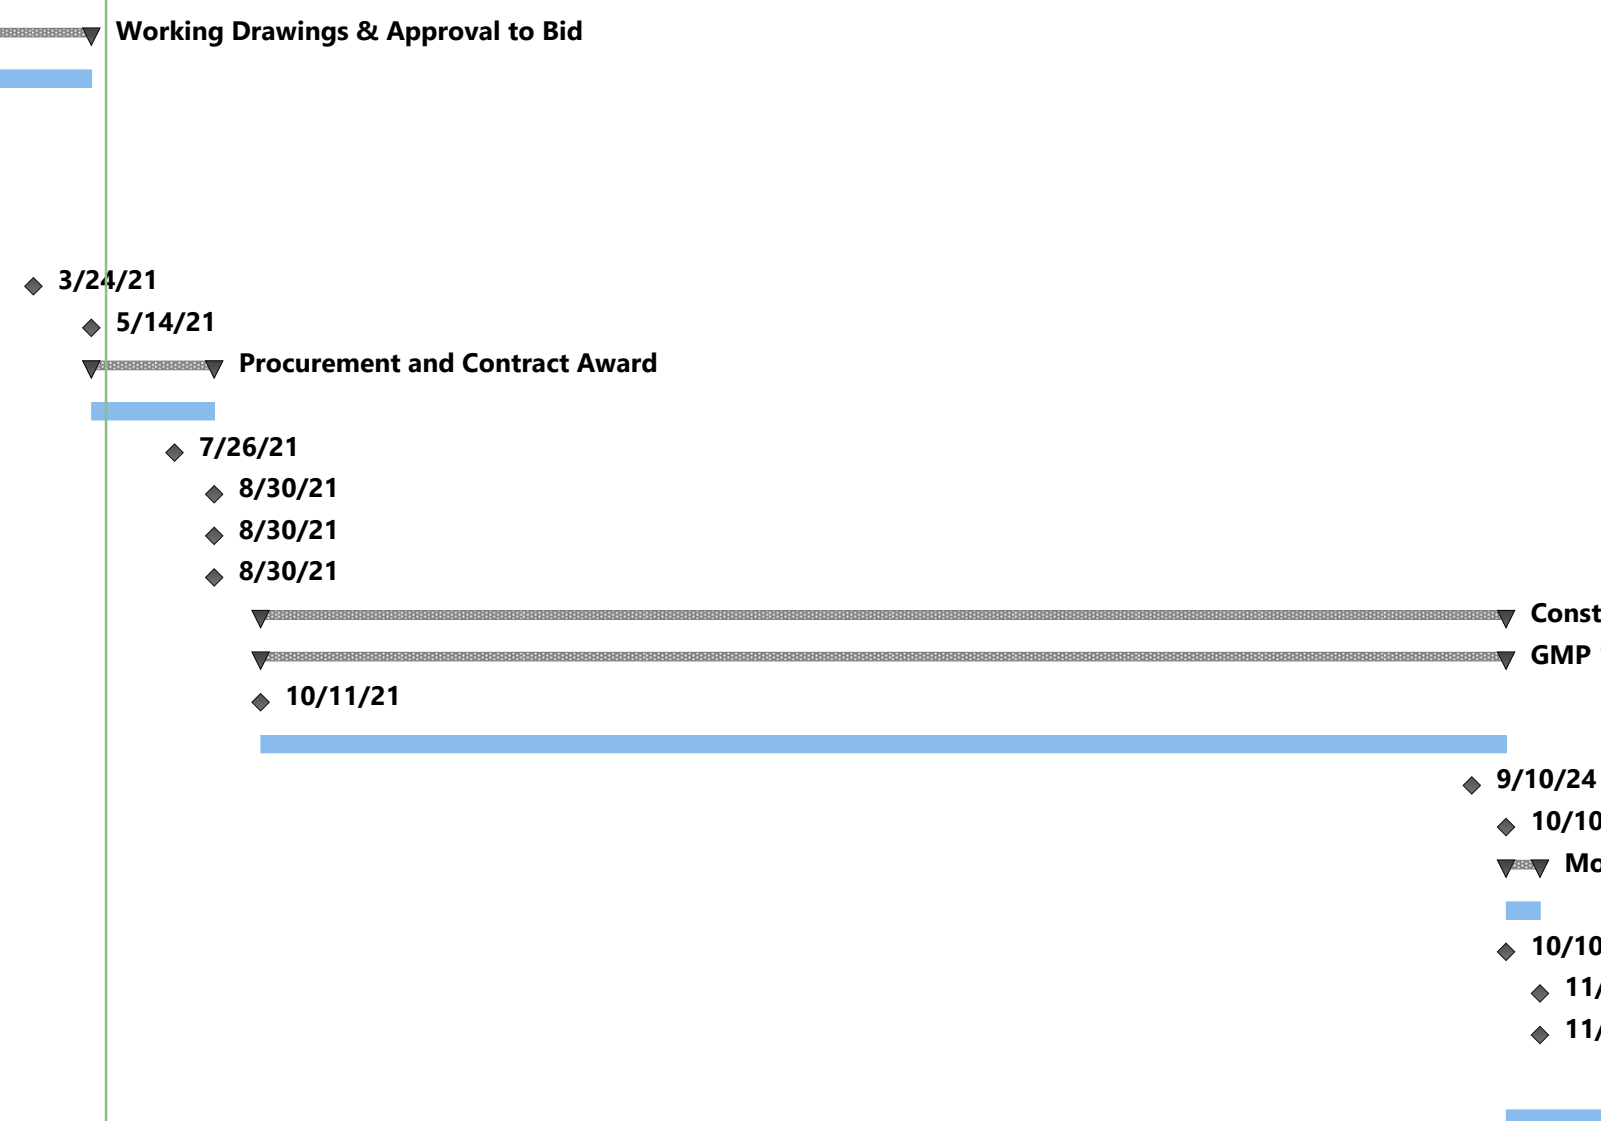 Working Drawings & Approval to Bid
3/24/21
5/14/21
Procurement and Contract Award
7/26/21
8/30/21
8/30/21
8/30/21
Const
GMP
10/11/21
9/10/24
10/10
Mo
10/10
11/
11/